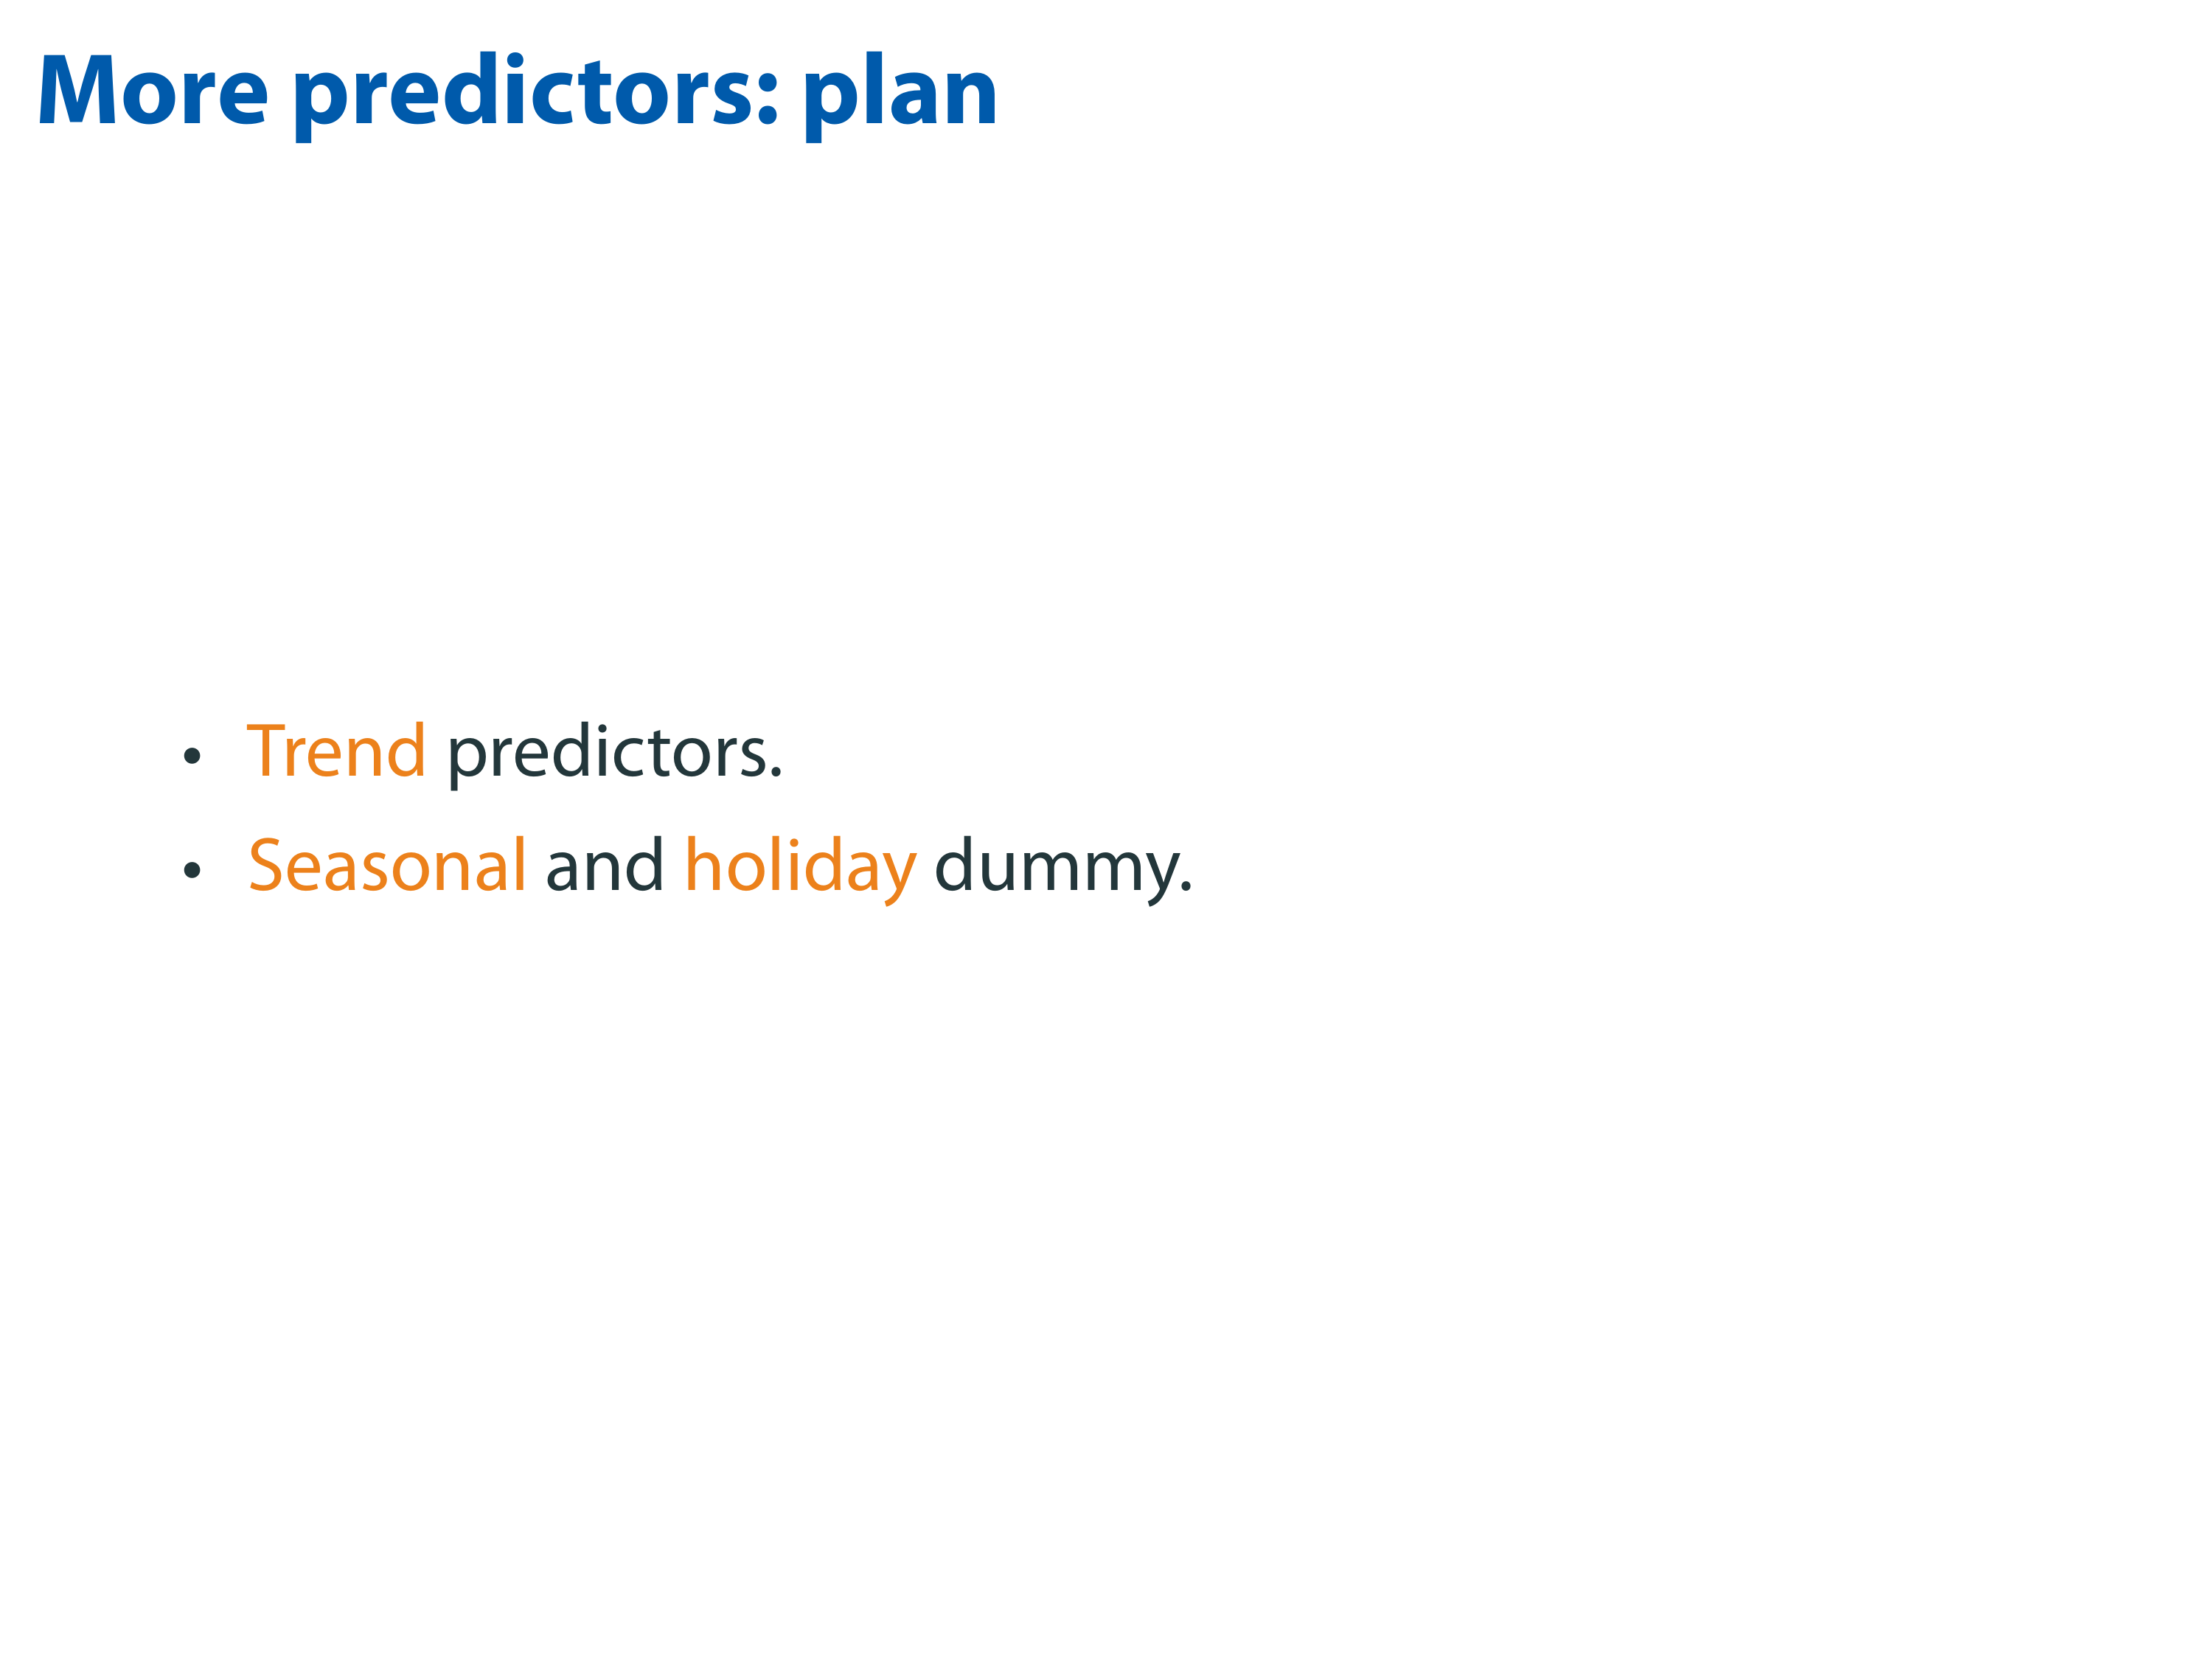 More predictors: plan
• Trend predictors.
• Seasonal and holiday dummy.